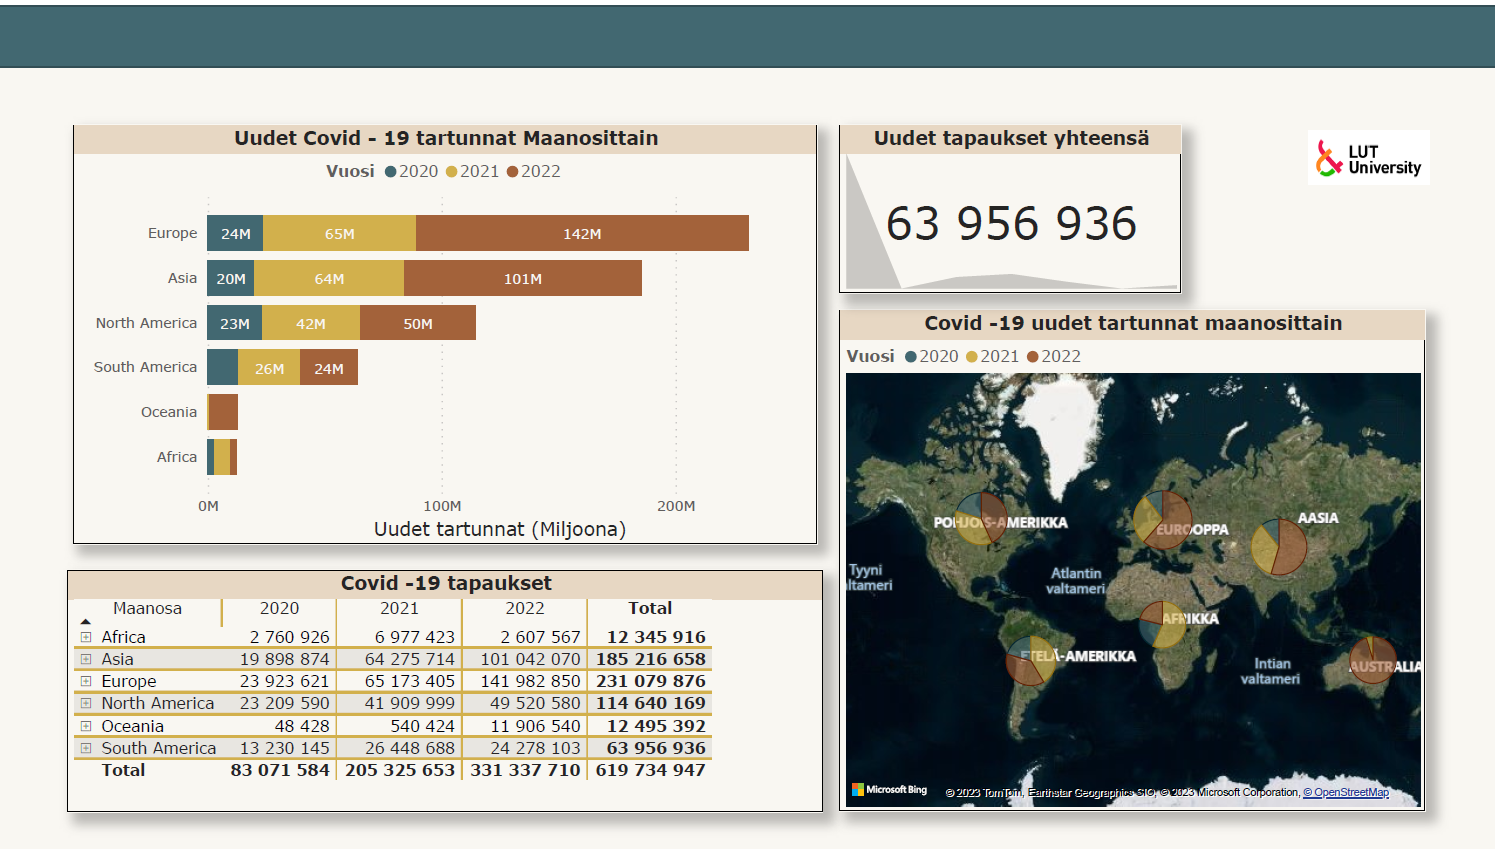 Uudet Covid - 19 tartunnat Maanosittain
Vuosi 2020 2021 2022
Europe 24M 65M 142M
Asia 20M 64M 101M
North America 23M 42M 50M
South America 26M 24M
Oceania
Africa
0M 100M 200M
Uudet tartunnat (Miljoona)
Uudet tapaukset yhteensä
63 956 936
LUT
University
Covid -19 tapaukset
Maanosa 2020 2021 2022 Total
Africa 2 760 926 6 977 423 2 607 567 12 345 916
Asia 19 898 874 64 275 714 101 042 070 185 216 658
Europe 23 923 621 65 173 405 141 982 850 231 079 876
North America 23 209 590 41 909 999 49 520 580 114 640 169
Oceania 48 428 540 424 11 906 540 12 495 392
South America 13 230 145 26 448 688 24 278 103 63 956 936
Total 83 071 584 205 325 653 331 337 710 619 734 947
Covid -19 uudet tartunnat maanosittain
Vuosi 2020 2021 2022
POHJOIS-AMERIKKA
EUROOPPA
AASIA
Tyyni
altameri
Atlantin
valtameri
AFRIKKA
ETELÄ-AMERIKKA
Intian
valtameri
AUSTRALIA
Microsoft Bing
© 2023 TomTom, Earthstar Geographics SIO, © 2023 Microsoft Corporation, © OpenStreetMap